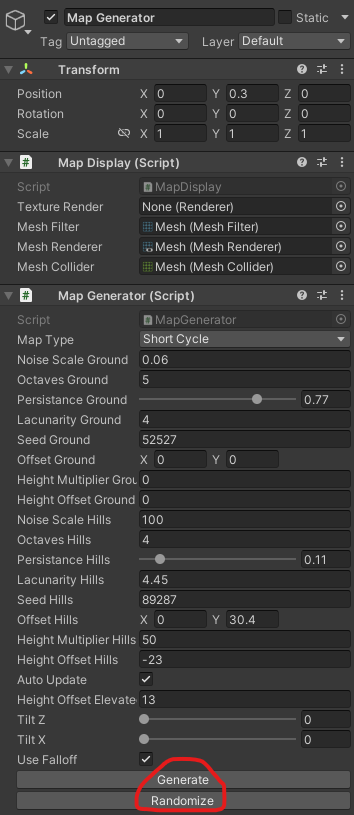 Map Generator Static
Tag Untagged Layer Default
Transform
Position X 0 Y 0.3 Z 0
Rotation X 0 Y 0 Z 0
Scale X 1 Y 1 Z 1
# Map Display (Script)
Script # MapDisplay
Texture Render None (Renderer)
Mesh Filter Mesh (Mesh Filter)
Mesh Renderer Mesh (Mesh Renderer)
Mesh Collider Mesh (Mesh Collider)
# Map Generator (Script)
Script # MapGenerator
Map Type Short Cycle
Noise Scale Ground 0.06
Octaves Ground 5
Persistance Ground 0.77
Lacunarity Ground 4
Seed Ground 52527
Offset Ground X 0 Y 0
Height Multiplier Grou 0
Height Offset Ground 0
Noise Scale Hills 100
Octaves Hills 4
Persistance Hills 0.11
Lacunarity Hills 4.45
Seed Hills 89287
Offset Hills X 0 Y 30.4
Height Multiplier Hills 50
Height Offset Hills -23
Auto Update
Height Offset Elevate 13
Tilt Z 0
Tilt X 0
Use Falloff
Generate
Randomize